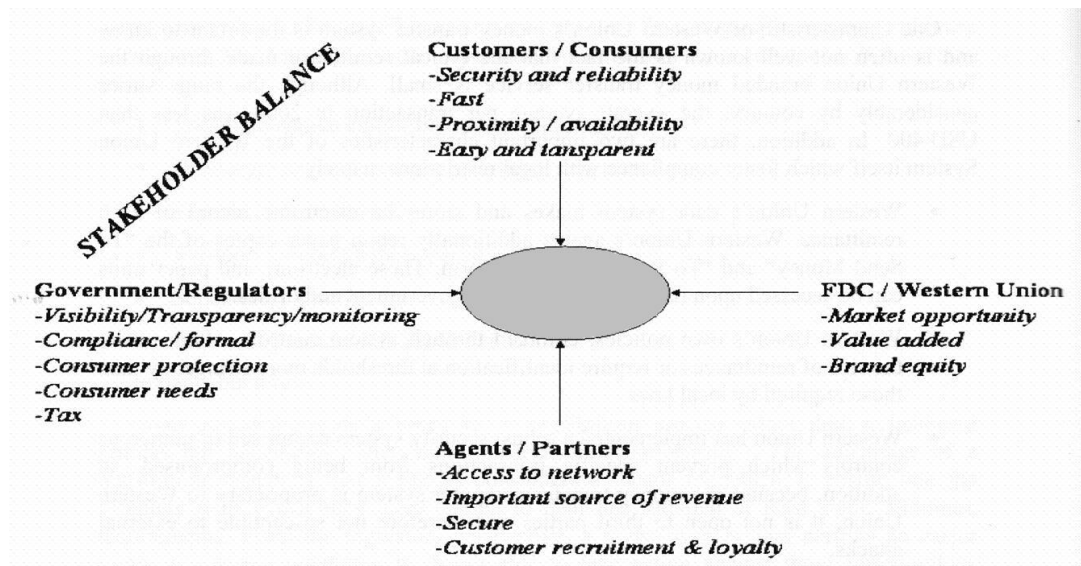 STAKEHOLDER BALANCE
Customers / Consumers
-Security and reliability
-Fast
-Proximity / availability
-Easy and tansparent
Government/Regulators
-Visibility/Transparency/monitoring
-Compliance/ formal
-Consumer protection
-Consumer needs
-Tax
FDC / Western Union
-Market opportunity
-Value added
-Brand equity
Agents / Partners
-Access to network
-Important source of revenue
-Secure
-Customer recruitment & loyalty